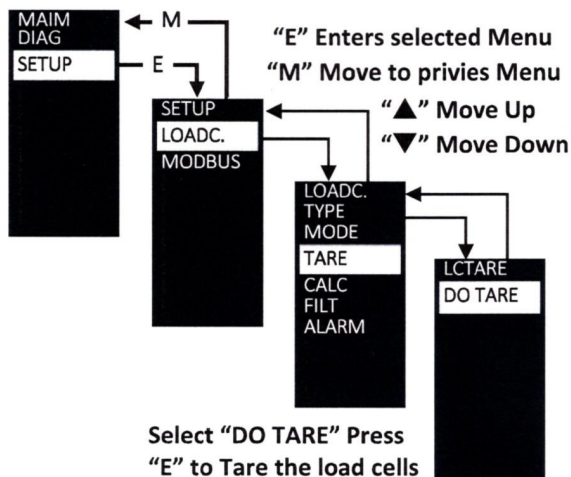 MAIM
DIAG
SETUP
M
E
"E" Enters selected Menu
"M" Move to privies Menu
"▲" Move Up
"▼" Move Down
SETUP
LOADC.
MODBUS
LOADC.
TYPE
MODE
TARE
CALC
FILT
ALARM
LCTARE
DO TARE
Select "DO TARE" Press
"E" to Tare the load cells